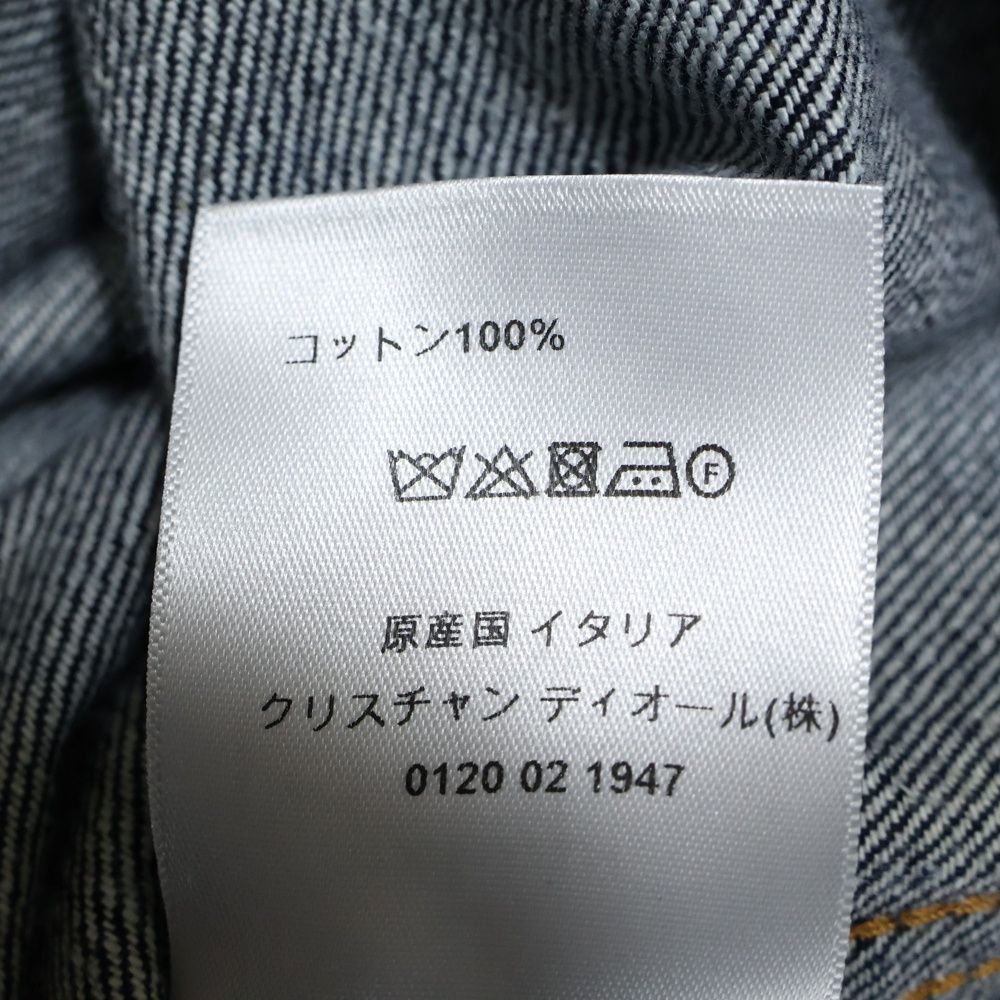 コットン100%
F
原産国 イタリア
クリスチャン ディオール(株)
0120 02 1947